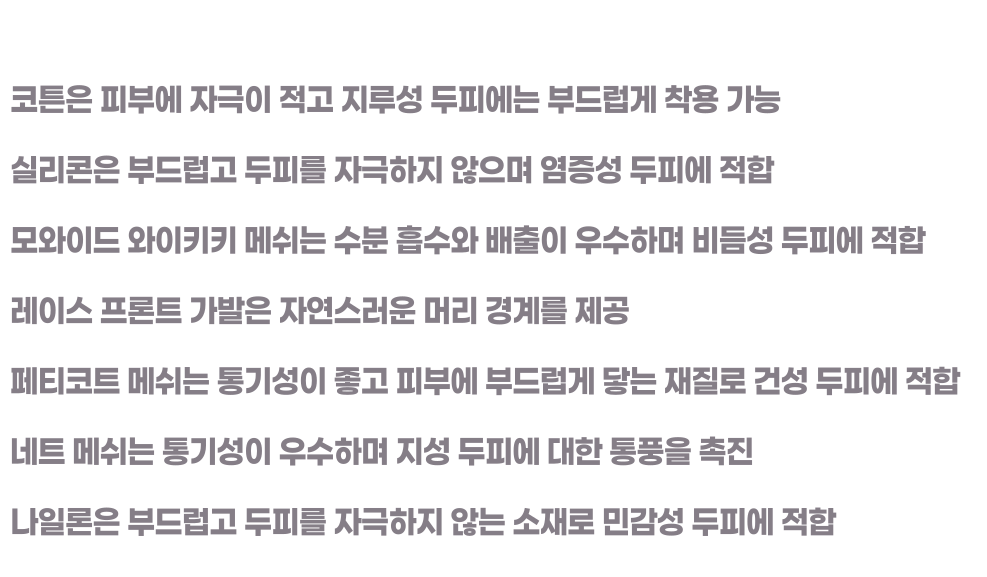 코튼은 피부에 자극이 적고 지루성 두피에는 부드럽게 착용 가능
실리콘은 부드럽고 두피를 자극하지 않으며 염증성 두피에 적합
모와이드 와이키키 메쉬는 수분 흡수와 배출이 우수하며 비듬성 두피에 적합
레이스 프론트 가발은 자연스러운 머리 경계를 제공
페티코트 메쉬는 통기성이 좋고 피부에 부드럽게 닿는 재질로 건성 두피에 적합
네트 메쉬는 통기성이 우수하며 지성 두피에 대한 통풍을 촉진
나일론은 부드럽고 두피를 자극하지 않는 소재로 민감성 두피에 적합